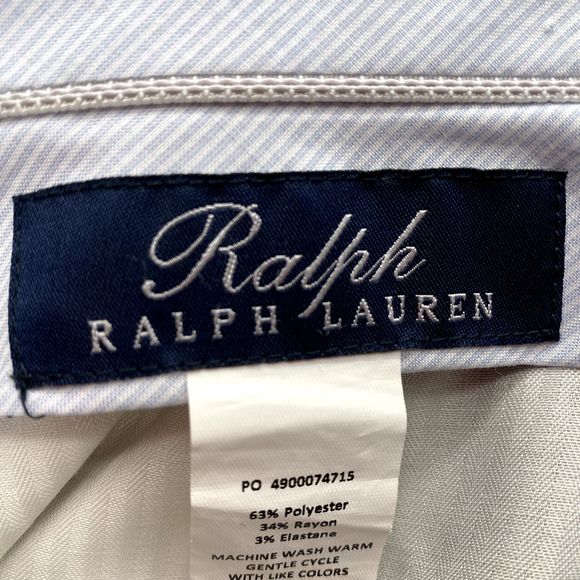 Ralph
RALPH LAUREN
PO 4900074715
63% Polyester
34% Rayon
3% Elastane
MACHINE WASH WARM
GENTLE CYCLE
WITH LIKE COLORS